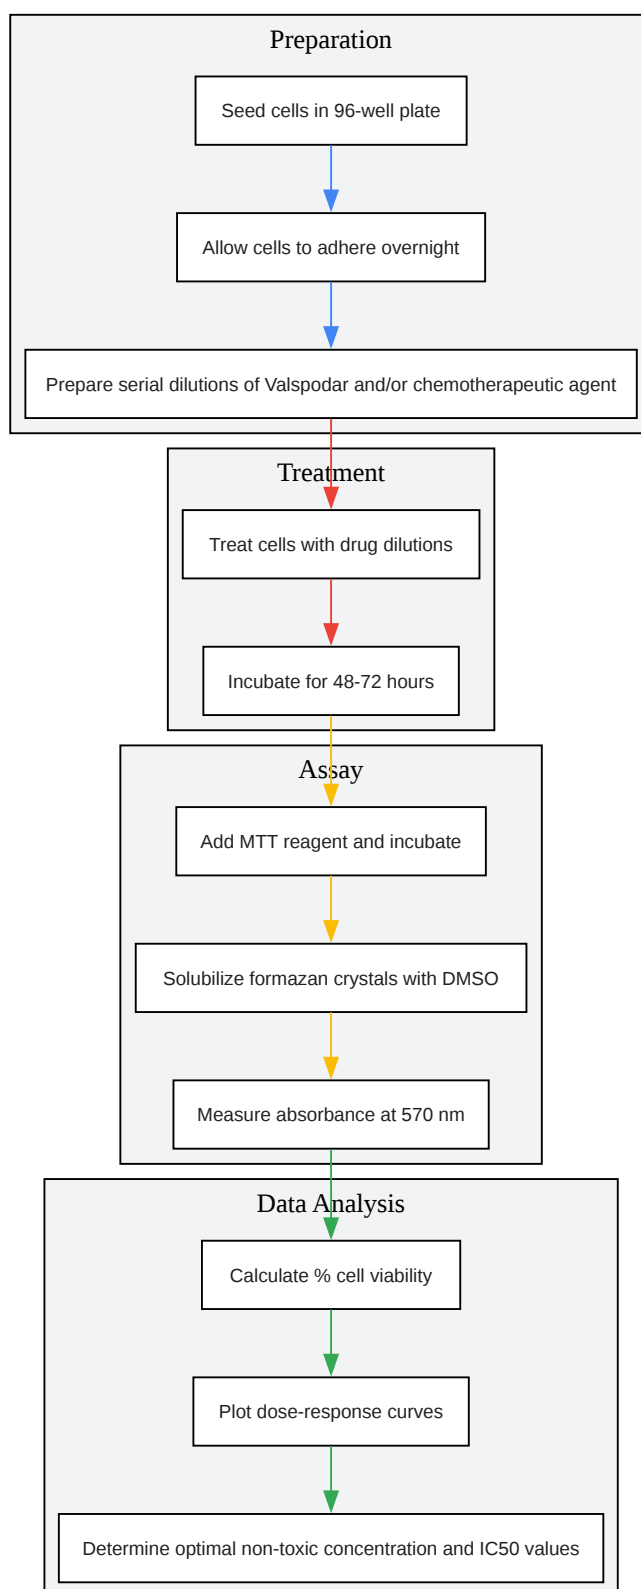 Preparation
Seed cells in 96-well plate
Allow cells to adhere overnight
Prepare serial dilutions of Valspodar and/or chemotherapeutic agent
Treatment
Treat cells with drug dilutions
Incubate for 48-72 hours
Assay
Add MTT reagent and incubate
Solubilize formazan crystals with DMSO
Measure absorbance at 570 nm
Data Analysis
Calculate % cell viability
Plot dose-response curves
Determine optimal non-toxic concentration and IC50 values